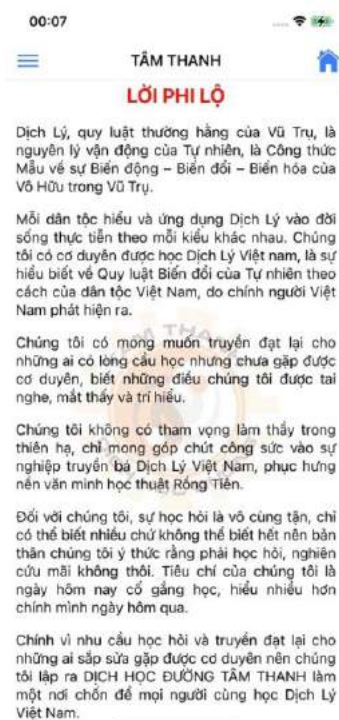 00:07
TÂM THANH
LỜI PHI LỘ
Dịch Lý, quy luật thường hằng của Vũ Trụ, là
nguyên lý vận động của Tự nhiên, là Công thức
Mẫu về sự Biến động – Biến đổi – Biến hóa của
Vô Hữu trong Vũ Trụ.
Mỗi dân tộc hiểu và ứng dụng Dịch Lý vào đời
sống thực tiễn theo mỗi kiểu khác nhau. Chúng
tôi có cơ duyên được học Dịch Lý Việt nam, là sự
hiểu biết về Quy luật Biến đổi của Tự nhiên theo
cách của dân tộc Việt Nam, do chính người Việt
Nam phát hiện ra.
Chúng tôi có mong muốn truyền đạt lại cho
những ai có lòng cầu học nhưng chưa gặp được
cơ duyên, biết những điều chúng tôi được tai
nghe, mắt thấy và trí hiểu.
Chúng tôi không có tham vọng làm thầy trong
thiên hạ, chỉ mong góp chút công sức vào sự
nghiệp truyền bá Dịch Lý Việt Nam, phục hưng
nền văn minh học thuật Rồng Tiên.
Đối với chúng tôi, sự học hỏi là vô cùng tận, chỉ
có thể biết nhiều chứ không thể biết hết nên bản
thân chúng tôi ý thức rằng phải học hỏi, nghiên
cứu mãi không thôi. Tiêu chí của chúng tôi là
ngày hôm nay cố gắng học, hiểu nhiều hơn
chính mình ngày hôm qua.
Chính vì nhu cầu học hỏi và truyền đạt lại cho
những ai sắp sửa gặp được cơ duyên nên chúng
tôi lập ra DỊCH HỌC ĐƯỜNG TÂM THANH làm
một nơi chốn để mọi người cùng học Dịch Lý
Việt Nam.